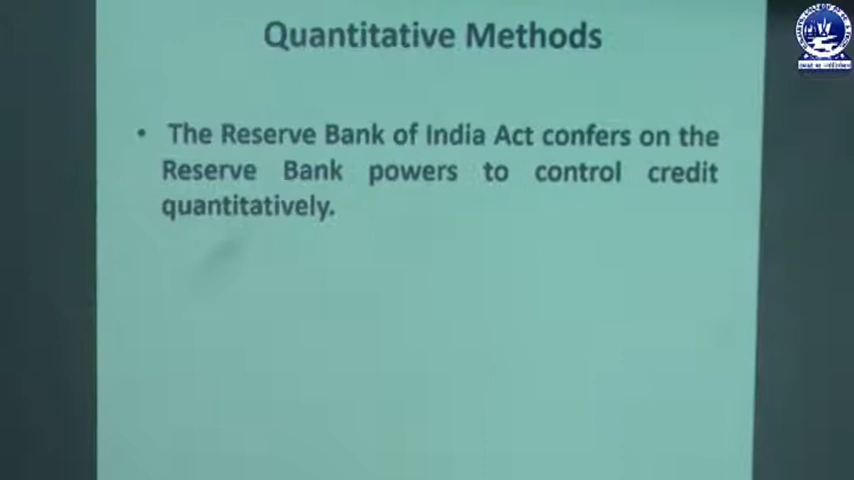 Quantitative Methods
• The Reserve Bank of India Act confers on the
Reserve Bank powers to control credit
quantitatively.